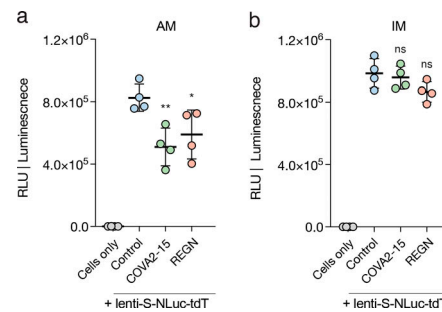 a
AM
1.2×10⁶
8.0×10⁵
4.0×10⁵
0.0
RLU | Luminescnece
**
*
Cells only
Control
COVA2-15
REGN
+ lenti-S-NLuc-tdT
b
IM
1.2×10⁶
8.0×10⁵
4.0×10⁵
0.0
RLU | Luminescnece
ns
ns
Cells only
Control
COVA2-15
REGN
+ lenti-S-NLuc-tdT